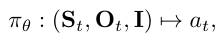 π_θ : (S_t, O_t, I) ↦ a_t,